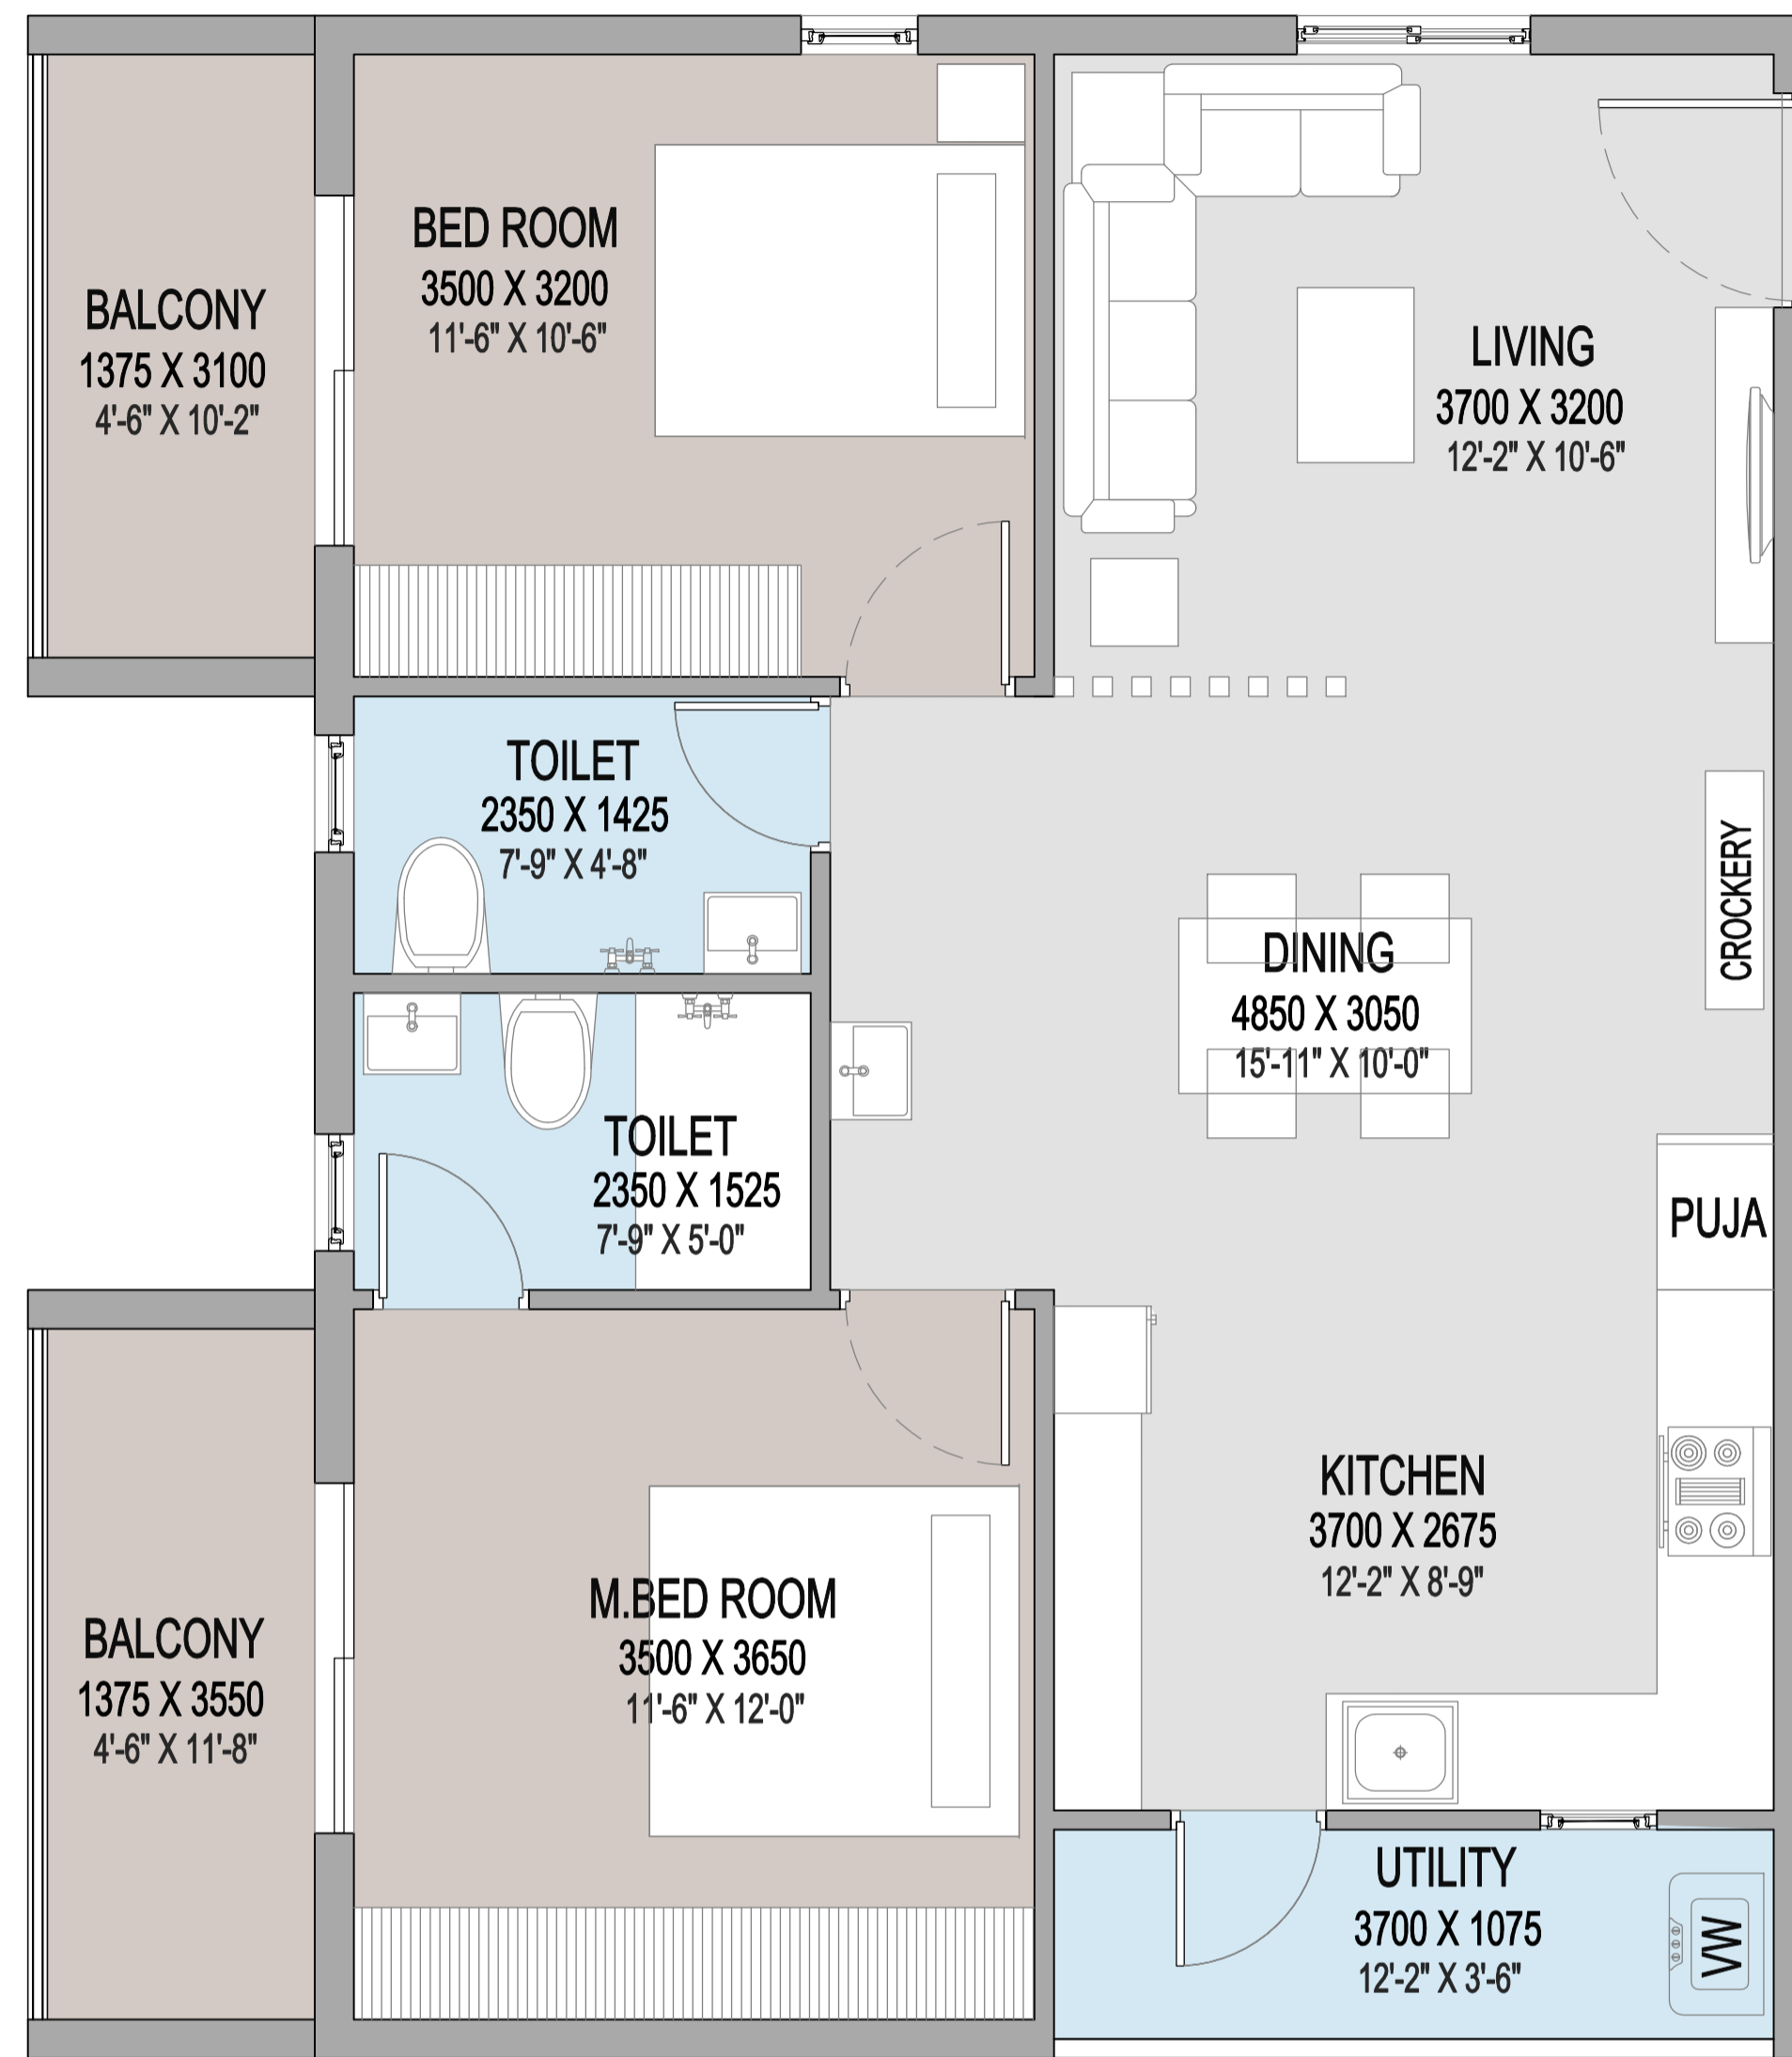 BED ROOM
3500 X 3200
11'-6" X 10'-6"
BALCONY
1375 X 3100
4'-6" X 10'-2"
LIVING
3700 X 3200
12'-2" X 10'-6"
TOILET
2350 X 1425
7'-9" X 4'-8"
CROCKERY
DINING
4850 X 3050
15'-11" X 10'-0"
TOILET
2350 X 1525
7'-9" X 5'-0"
PUJA
KITCHEN
3700 X 2675
12'-2" X 8'-9"
M.BED ROOM
3500 X 3650
11'-6" X 12'-0"
BALCONY
1375 X 3550
4'-6" X 11'-8"
UTILITY
3700 X 1075
12'-2" X 3'-6"
WM